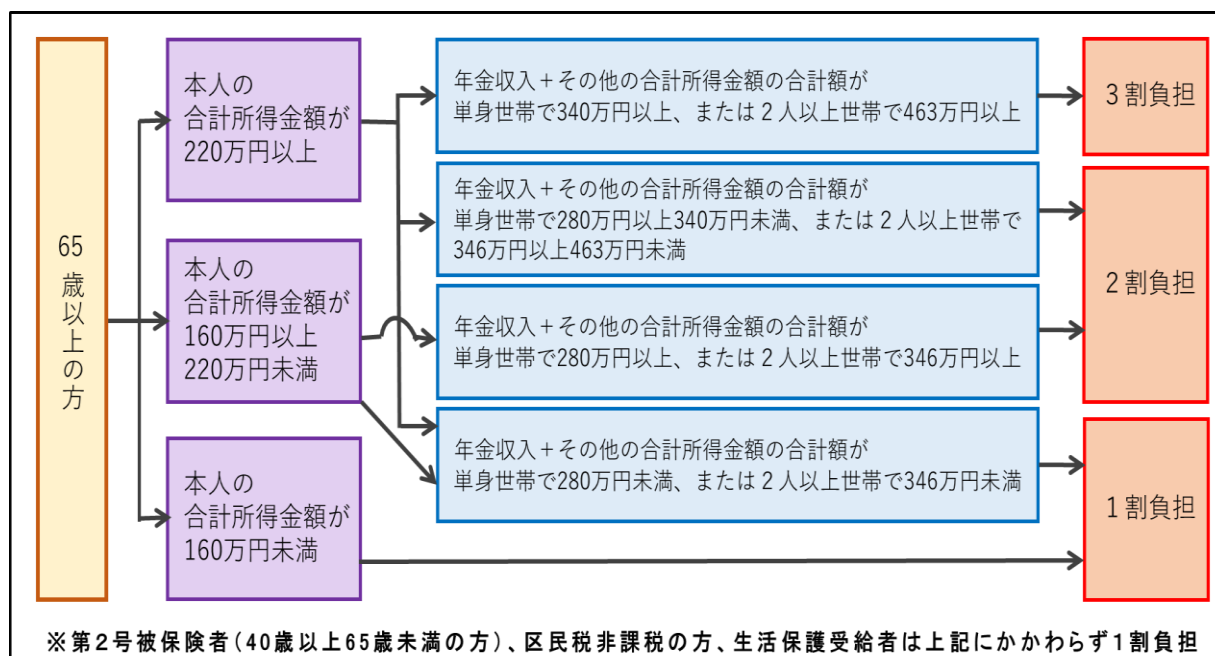 65歳以上の方
本人の
合計所得金額が
220万円以上
本人の
合計所得金額が
160万円以上
220万円未満
本人の
合計所得金額が
160万円未満
年金収入+その他の合計所得金額の合計額が
単身世帯で340万円以上、または2人以上世帯で463万円以上
年金収入+その他の合計所得金額の合計額が
単身世帯で280万円以上340万円未満、または2人以上世帯で
346万円以上463万円未満
年金収入+その他の合計所得金額の合計額が
単身世帯で280万円以上、または2人以上世帯で346万円以上
年金収入+その他の合計所得金額の合計額が
単身世帯で280万円未満、または2人以上世帯で346万円未満
3割負担
2割負担
1割負担
※第2号被保険者(40歳以上65歳未満の方)、区民税非課税の方、生活保護受給者は上記にかかわらず1割負担